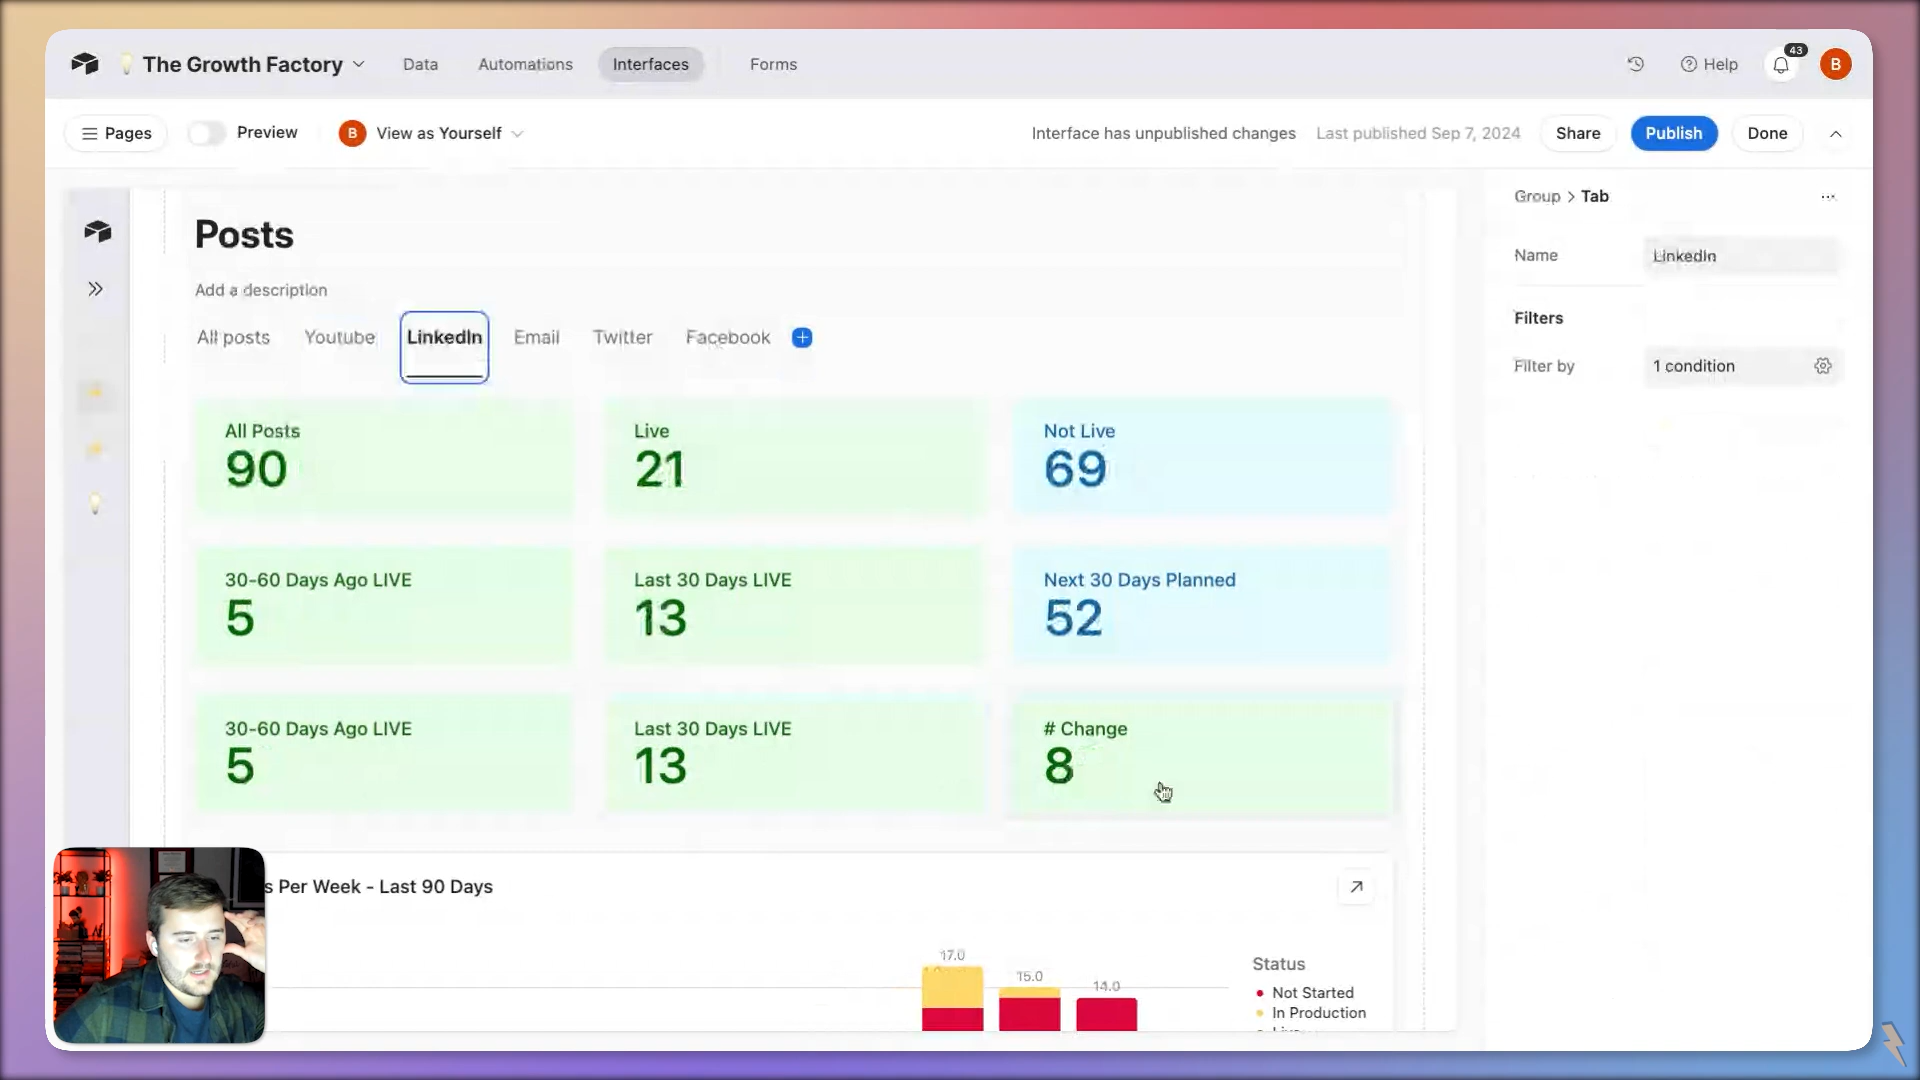 The Growth Factory
Data
Automations
Interfaces
Forms
Help
43
B
Pages
Preview
B
View as Yourself
Interface has unpublished changes
Last published Sep 7, 2024
Share
Publish
Done
Posts
Add a description
All posts
Youtube
LinkedIn
Email
Twitter
Facebook
Group > Tab
Name
LinkedIn
Filters
Filter by
1 condition
All Posts
90
Live
21
Not Live
69
30-60 Days Ago LIVE
5
Last 30 Days LIVE
13
Next 30 Days Planned
52
30-60 Days Ago LIVE
5
Last 30 Days LIVE
13
# Change
8
s Per Week - Last 90 Days
17.0
15.0
14.0
Status
Not Started
In Production